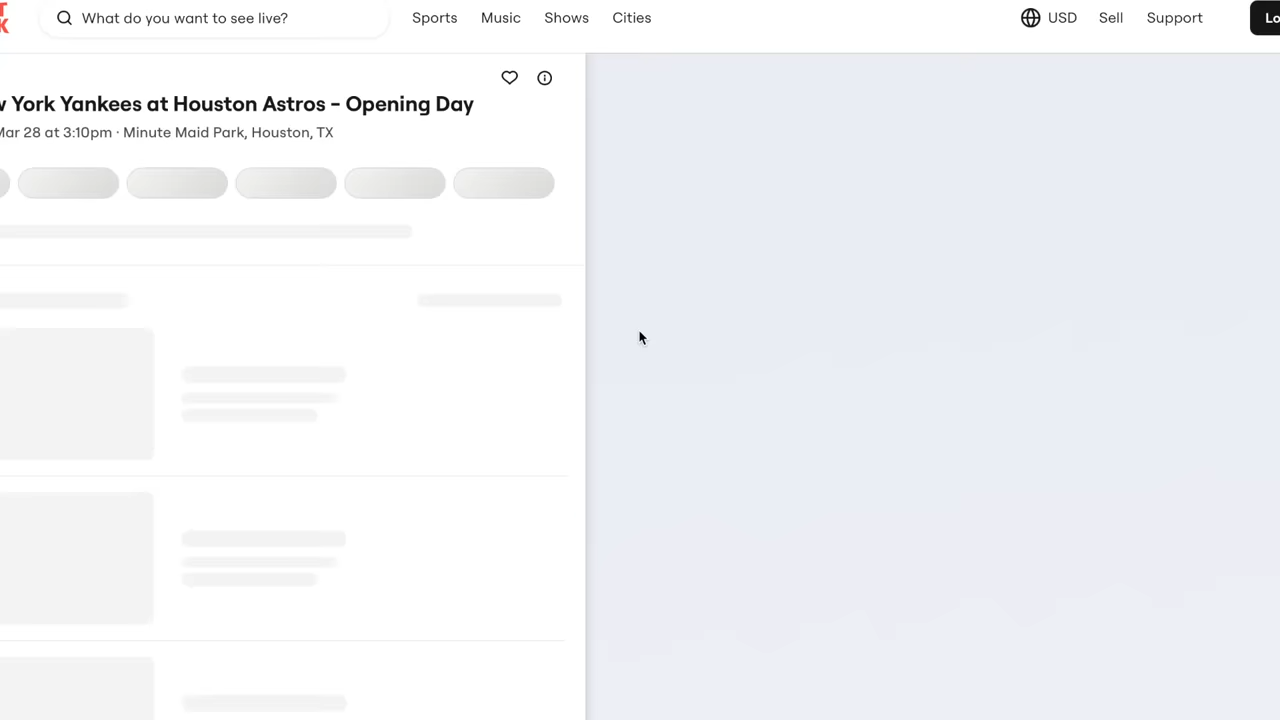 What do you want to see live?
Sports
Music
Shows
Cities
USD
Sell
Support
York Yankees at Houston Astros – Opening Day
Mar 28 at 3:10pm · Minute Maid Park, Houston, TX